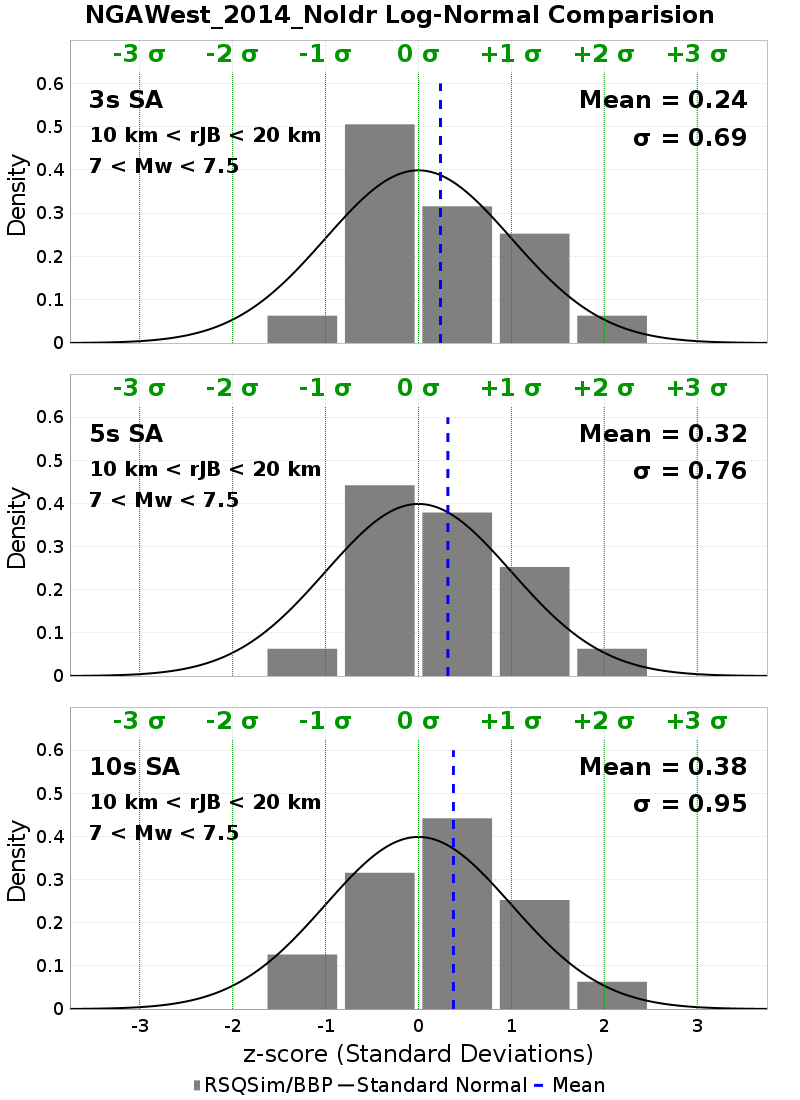 NGAWest_2014_NoIdr Log-Normal Comparision
-3 σ -2 σ -1 σ 0 σ +1 σ +2 σ +3 σ
0.6
3s SA Mean = 0.24
0.5
10 km < rJB < 20 km σ = 0.69
7 < Mw < 7.5
0.4
0.3
0.2
0.1
0
Density
-3 σ -2 σ -1 σ 0 σ +1 σ +2 σ +3 σ
0.6
5s SA Mean = 0.32
0.5
10 km < rJB < 20 km σ = 0.76
7 < Mw < 7.5
0.4
0.3
0.2
0.1
0
Density
-3 σ -2 σ -1 σ 0 σ +1 σ +2 σ +3 σ
0.6
10s SA Mean = 0.38
0.5
10 km < rJB < 20 km σ = 0.95
7 < Mw < 7.5
0.4
0.3
0.2
0.1
0
Density
-3 -2 -1 0 1 2 3
z-score (Standard Deviations)
RSQSim/BBP Standard Normal Mean